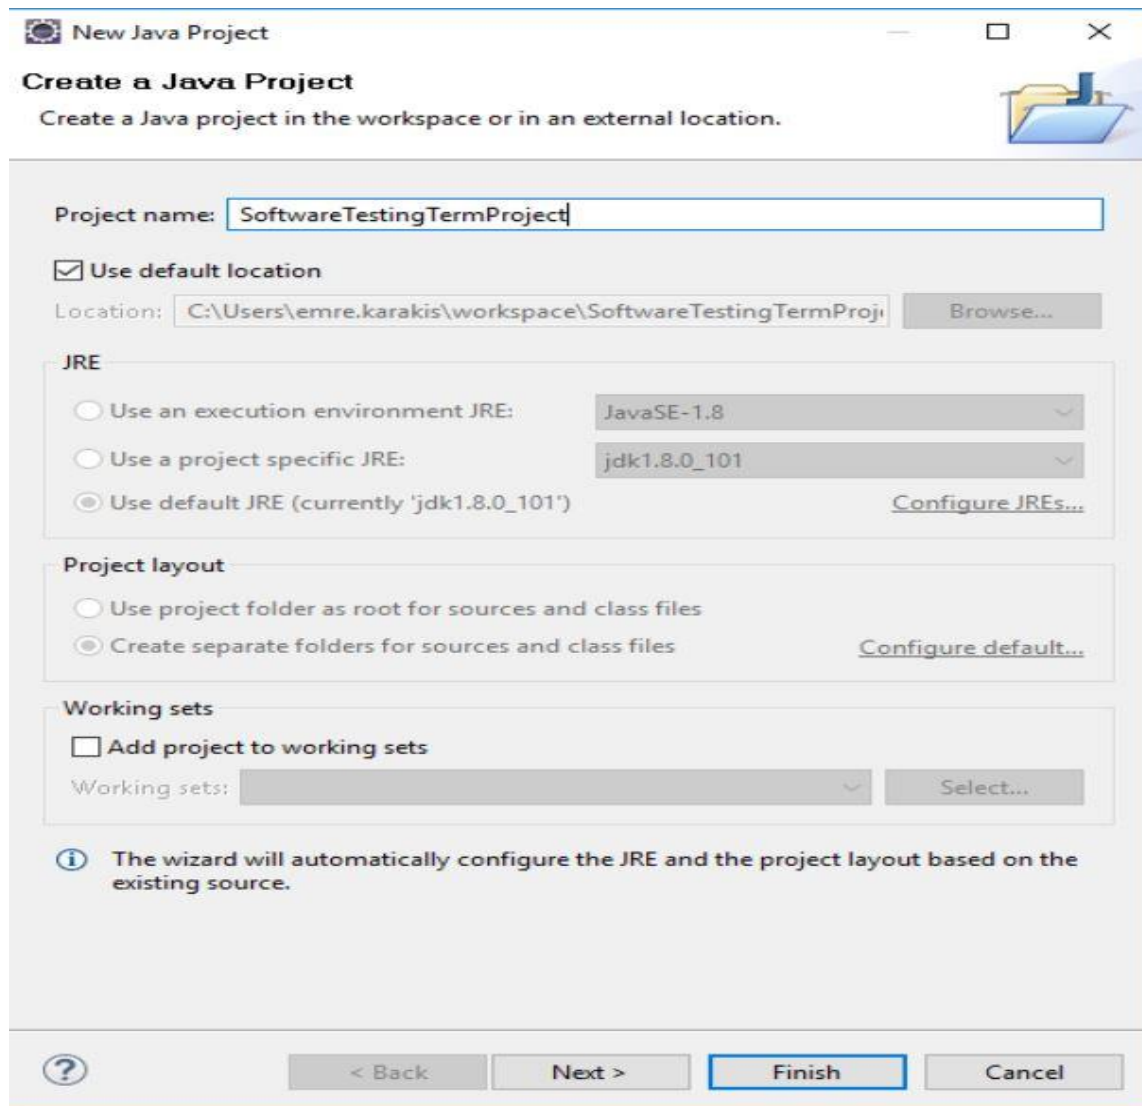 New Java Project
Create a Java Project
Create a Java project in the workspace or in an external location.
Project name: SoftwareTestingTermProject
Use default location
Location: C:\Users\emre.karakis\workspace\SoftwareTestingTermProj Browse...
JRE
Use an execution environment JRE: JavaSE-1.8
Use a project specific JRE: jdk1.8.0_101
Use default JRE (currently 'jdk1.8.0_101') Configure JREs...
Project layout
Use project folder as root for sources and class files
Create separate folders for sources and class files Configure default...
Working sets
Add project to working sets
Working sets: Select...
The wizard will automatically configure the JRE and the project layout based on the
existing source.
? < Back Next > Finish Cancel